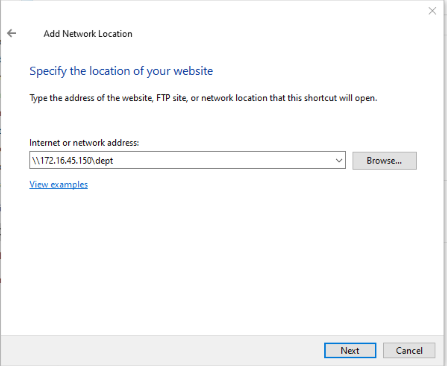 Add Network Location
Specify the location of your website
Type the address of the website, FTP site, or network location that this shortcut will open.
Internet or network address:
\\172.16.45.150\dept
Browse...
View examples
Next
Cancel